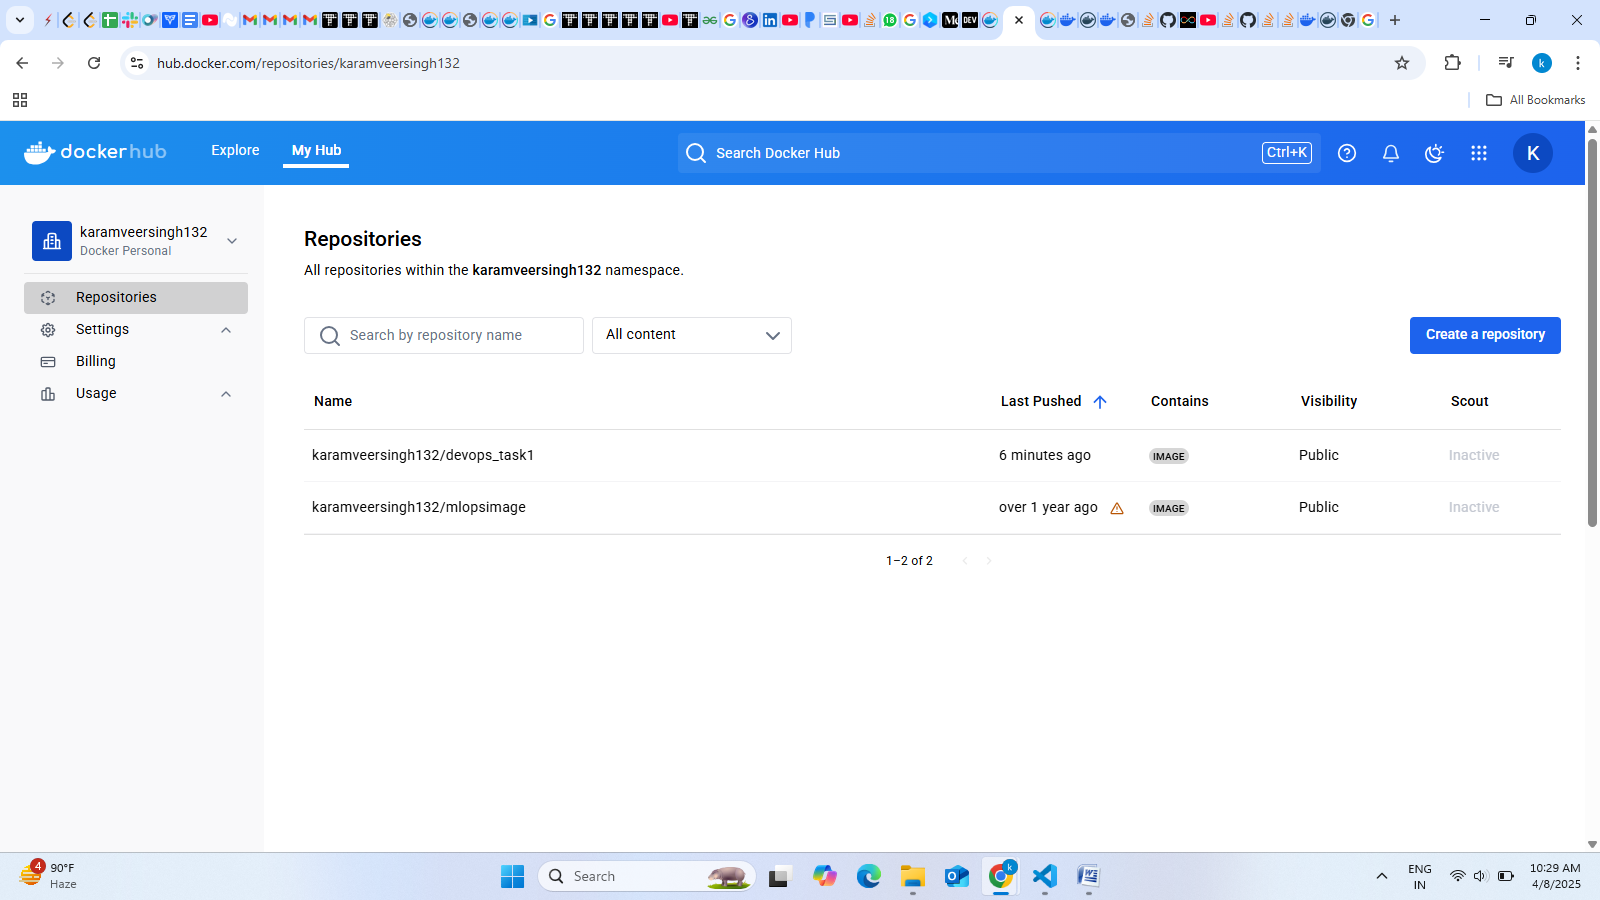 hub.docker.com/repositories/karamveersingh132
k
All Bookmarks
dockerhub
Explore
My Hub
Search Docker Hub
Ctrl+K
K
karamveersingh132
Docker Personal
Repositories
Settings
Billing
Usage
Repositories
All repositories within the karamveersingh132 namespace.
Search by repository name
All content
Create a repository
Name Last Pushed Contains Visibility Scout
karamveersingh132/devops_task1 6 minutes ago IMAGE Public Inactive
karamveersingh132/mlopsimage over 1 year ago IMAGE Public Inactive
1–2 of 2
4
90°F
Haze
Search
k
ENG
IN
10:29 AM
4/8/2025